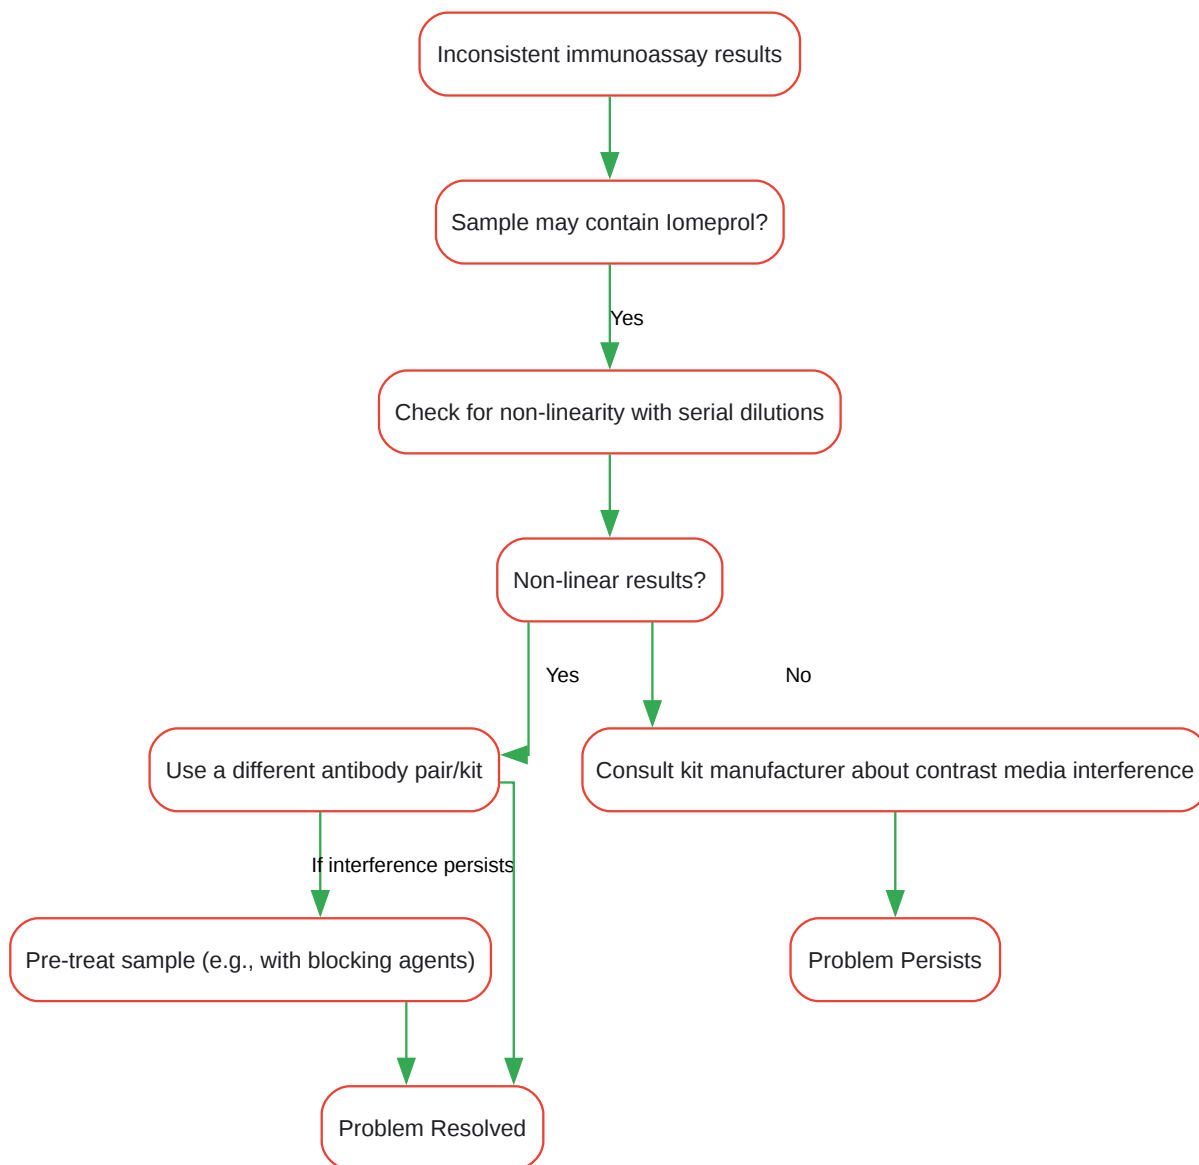 Inconsistent immunoassay results
Sample may contain Iomeprol?
Yes
Check for non-linearity with serial dilutions
Non-linear results?
Yes
No
Use a different antibody pair/kit
Consult kit manufacturer about contrast media interference
If interference persists
Pre-treat sample (e.g., with blocking agents)
Problem Persists
Problem Resolved